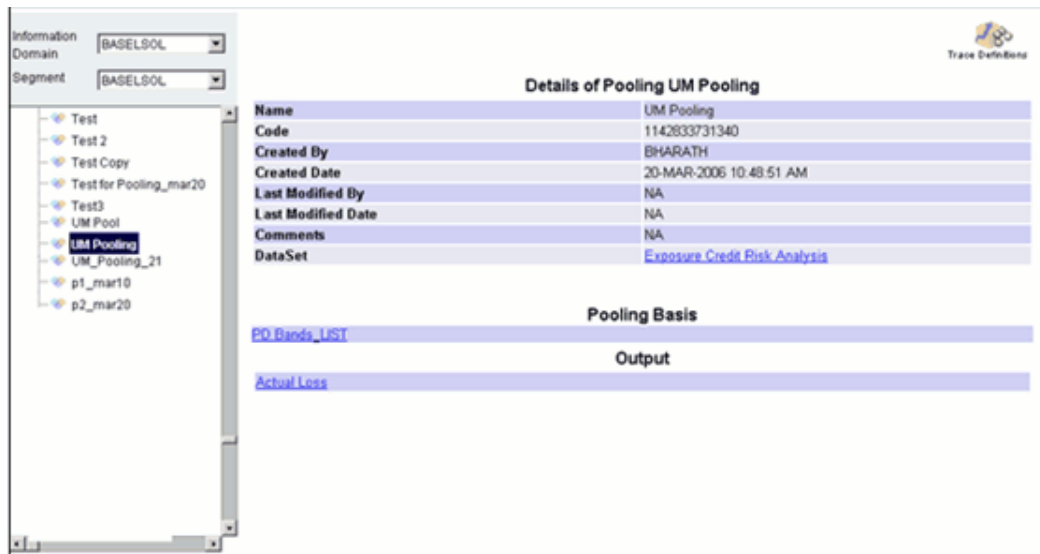 Information Domain BASELSOL
Segment BASELSOL
Test
Test 2
Test Copy
Test for Pooling_mar20
Test3
UM Pool
UM Pooling
UM_Pooling_21
p1_mar10
p2_mar20
Trace Definitions
Details of Pooling UM Pooling
Name UM Pooling
Code 1142833731340
Created By BHARATH
Created Date 20-MAR-2006 10:48:51 AM
Last Modified By NA
Last Modified Date NA
Comments NA
DataSet Exposure Credit Risk Analysis
Pooling Basis
PD Bands_LIST
Output
Actual Loss